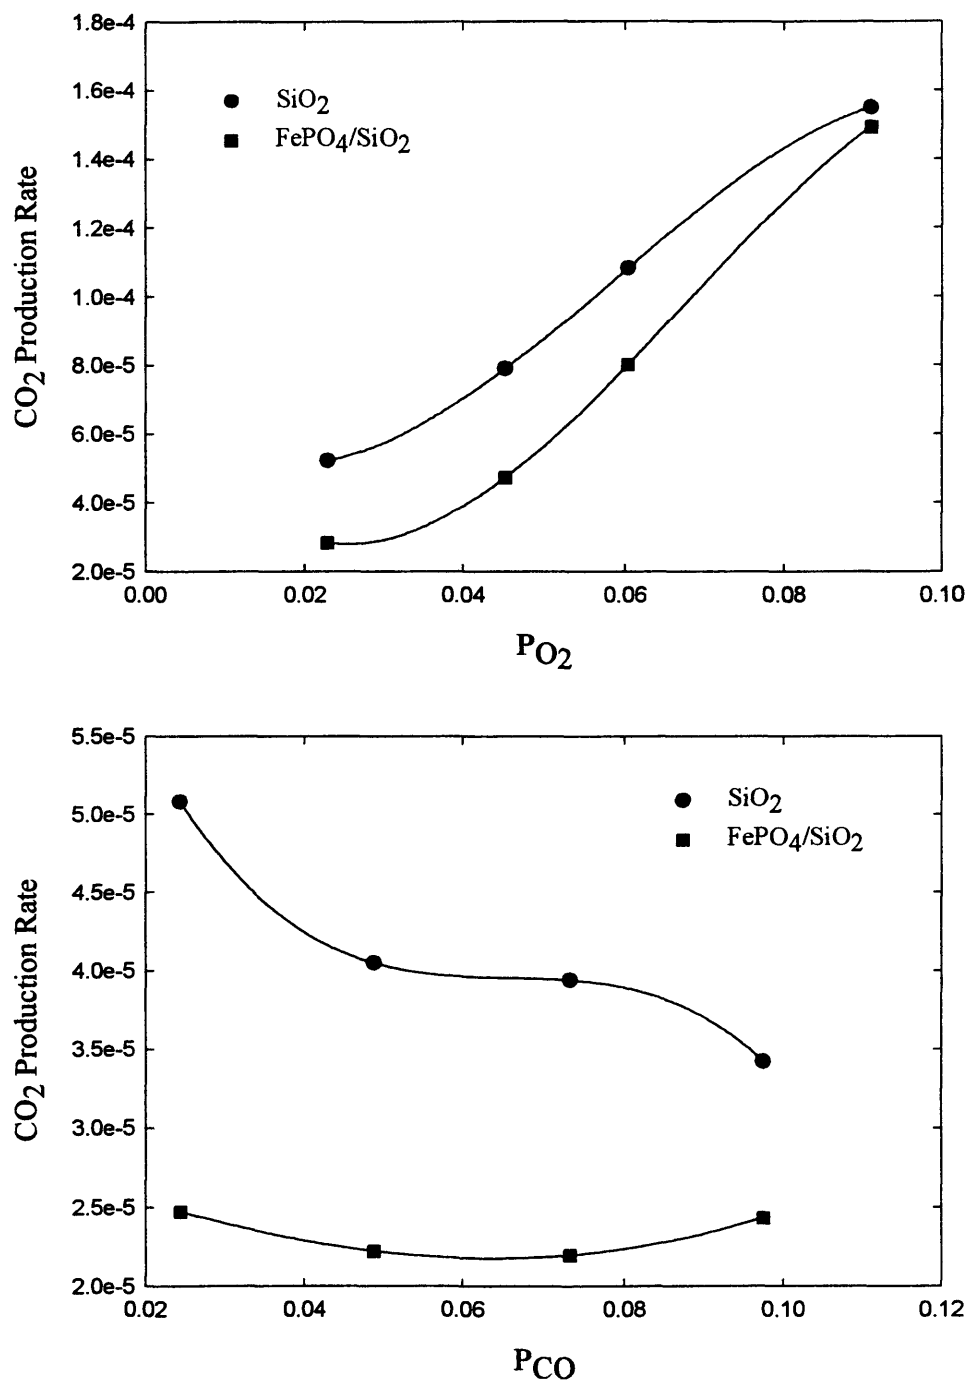 1.8e-4
1.6e-4
SiO2
FePO4/SiO2
1.4e-4
1.2e-4
1.0e-4
8.0e-5
6.0e-5
4.0e-5
2.0e-5
CO2 Production Rate
0.00 0.02 0.04 0.06 0.08 0.10
PO2
5.5e-5
SiO2
5.0e-5
FePO4/SiO2
4.5e-5
4.0e-5
3.5e-5
3.0e-5
2.5e-5
2.0e-5
CO2 Production Rate
0.02 0.04 0.06 0.08 0.10 0.12
PCO